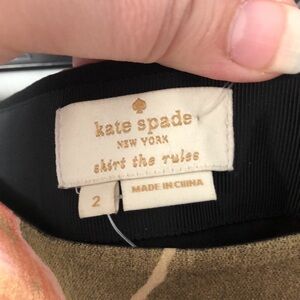 kate spade
NEW YORK
skirt the rules
2
MADE IN CHINA